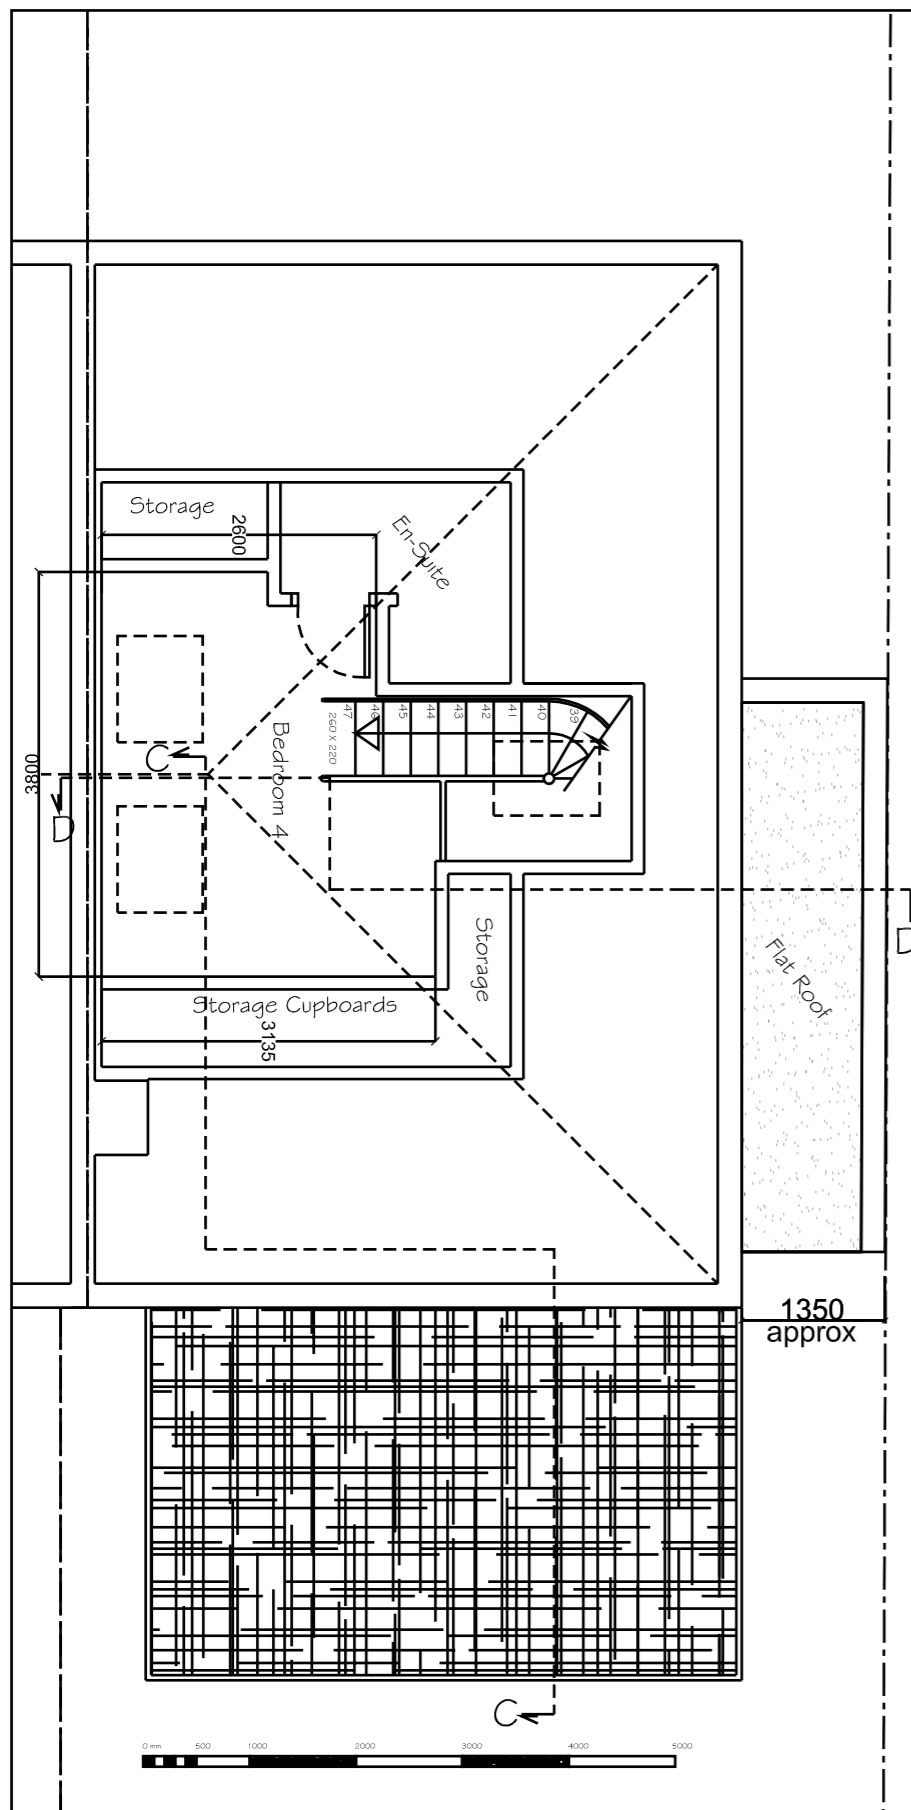 Storage
2600
En-Suite
47
46
45
44
43
42
41
40
39
260 X 220
Bedroom 4
C
3800
D
D
Storage
Flat Roof
Storage Cupboards
3135
1350
approx
C
0 mm 500 1000 2000 3000 4000 5000